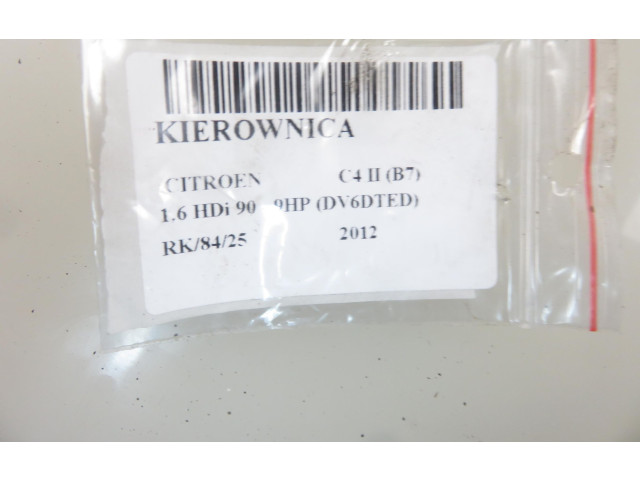 KIEROWNICA
CITROEN C4 II (B7)
1.6 HDi 90 9HP (DV6DTED)
RK/84/25 2012